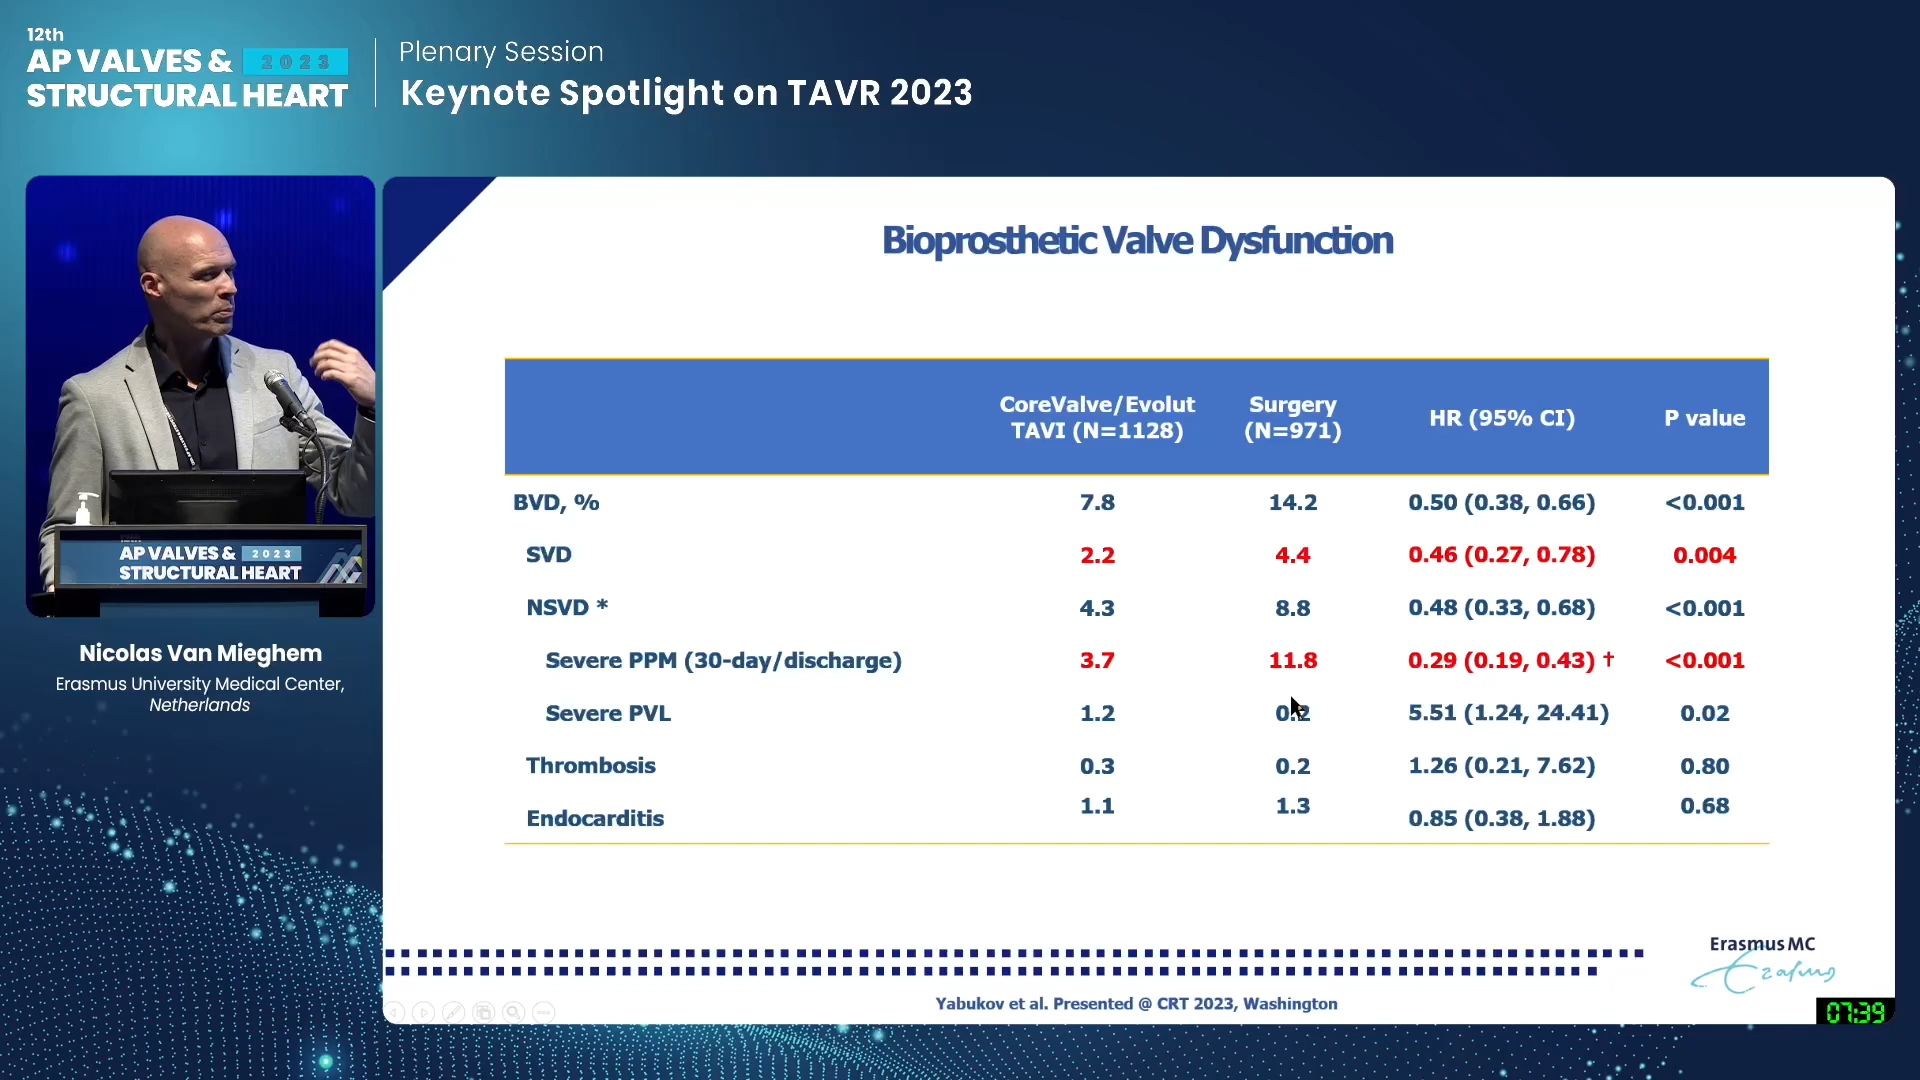 12th
AP VALVES & 2023
STRUCTURAL HEART
Plenary Session
Keynote Spotlight on TAVR 2023
AP VALVES & 2023
STRUCTURAL HEART
Nicolas Van Mieghem
Erasmus University Medical Center,
Netherlands
Bioprosthetic Valve Dysfunction
CoreValve/Evolut TAVI (N=1128) Surgery (N=971) HR (95% CI) P value
BVD, % 7.8 14.2 0.50 (0.38, 0.66) <0.001
SVD 2.2 4.4 0.46 (0.27, 0.78) 0.004
NSVD * 4.3 8.8 0.48 (0.33, 0.68) <0.001
Severe PPM (30-day/discharge) 3.7 11.8 0.29 (0.19, 0.43) † <0.001
Severe PVL 1.2 0.2 5.51 (1.24, 24.41) 0.02
Thrombosis 0.3 0.2 1.26 (0.21, 7.62) 0.80
Endocarditis 1.1 1.3 0.85 (0.38, 1.88) 0.68
Erasmus MC
Erasmus
Yabukov et al. Presented @ CRT 2023, Washington
07:39